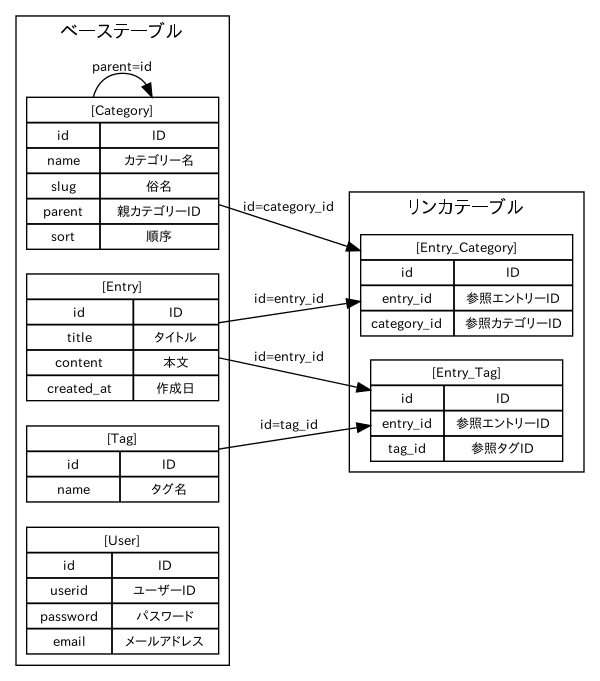 ベーステーブル
parent=id
[Category]
id ID
name カテゴリー名
slug 俗名
parent 親カテゴリーID
sort 順序
id=category_id
[Entry]
id ID
title タイトル
content 本文
created_at 作成日
id=entry_id
id=entry_id
[Tag]
id ID
name タグ名
id=tag_id
[User]
id ID
userid ユーザーID
password パスワード
email メールアドレス
リンカテーブル
[Entry_Category]
id ID
entry_id 参照エントリーID
category_id 参照カテゴリーID
[Entry_Tag]
id ID
entry_id 参照エントリーID
tag_id 参照タグID